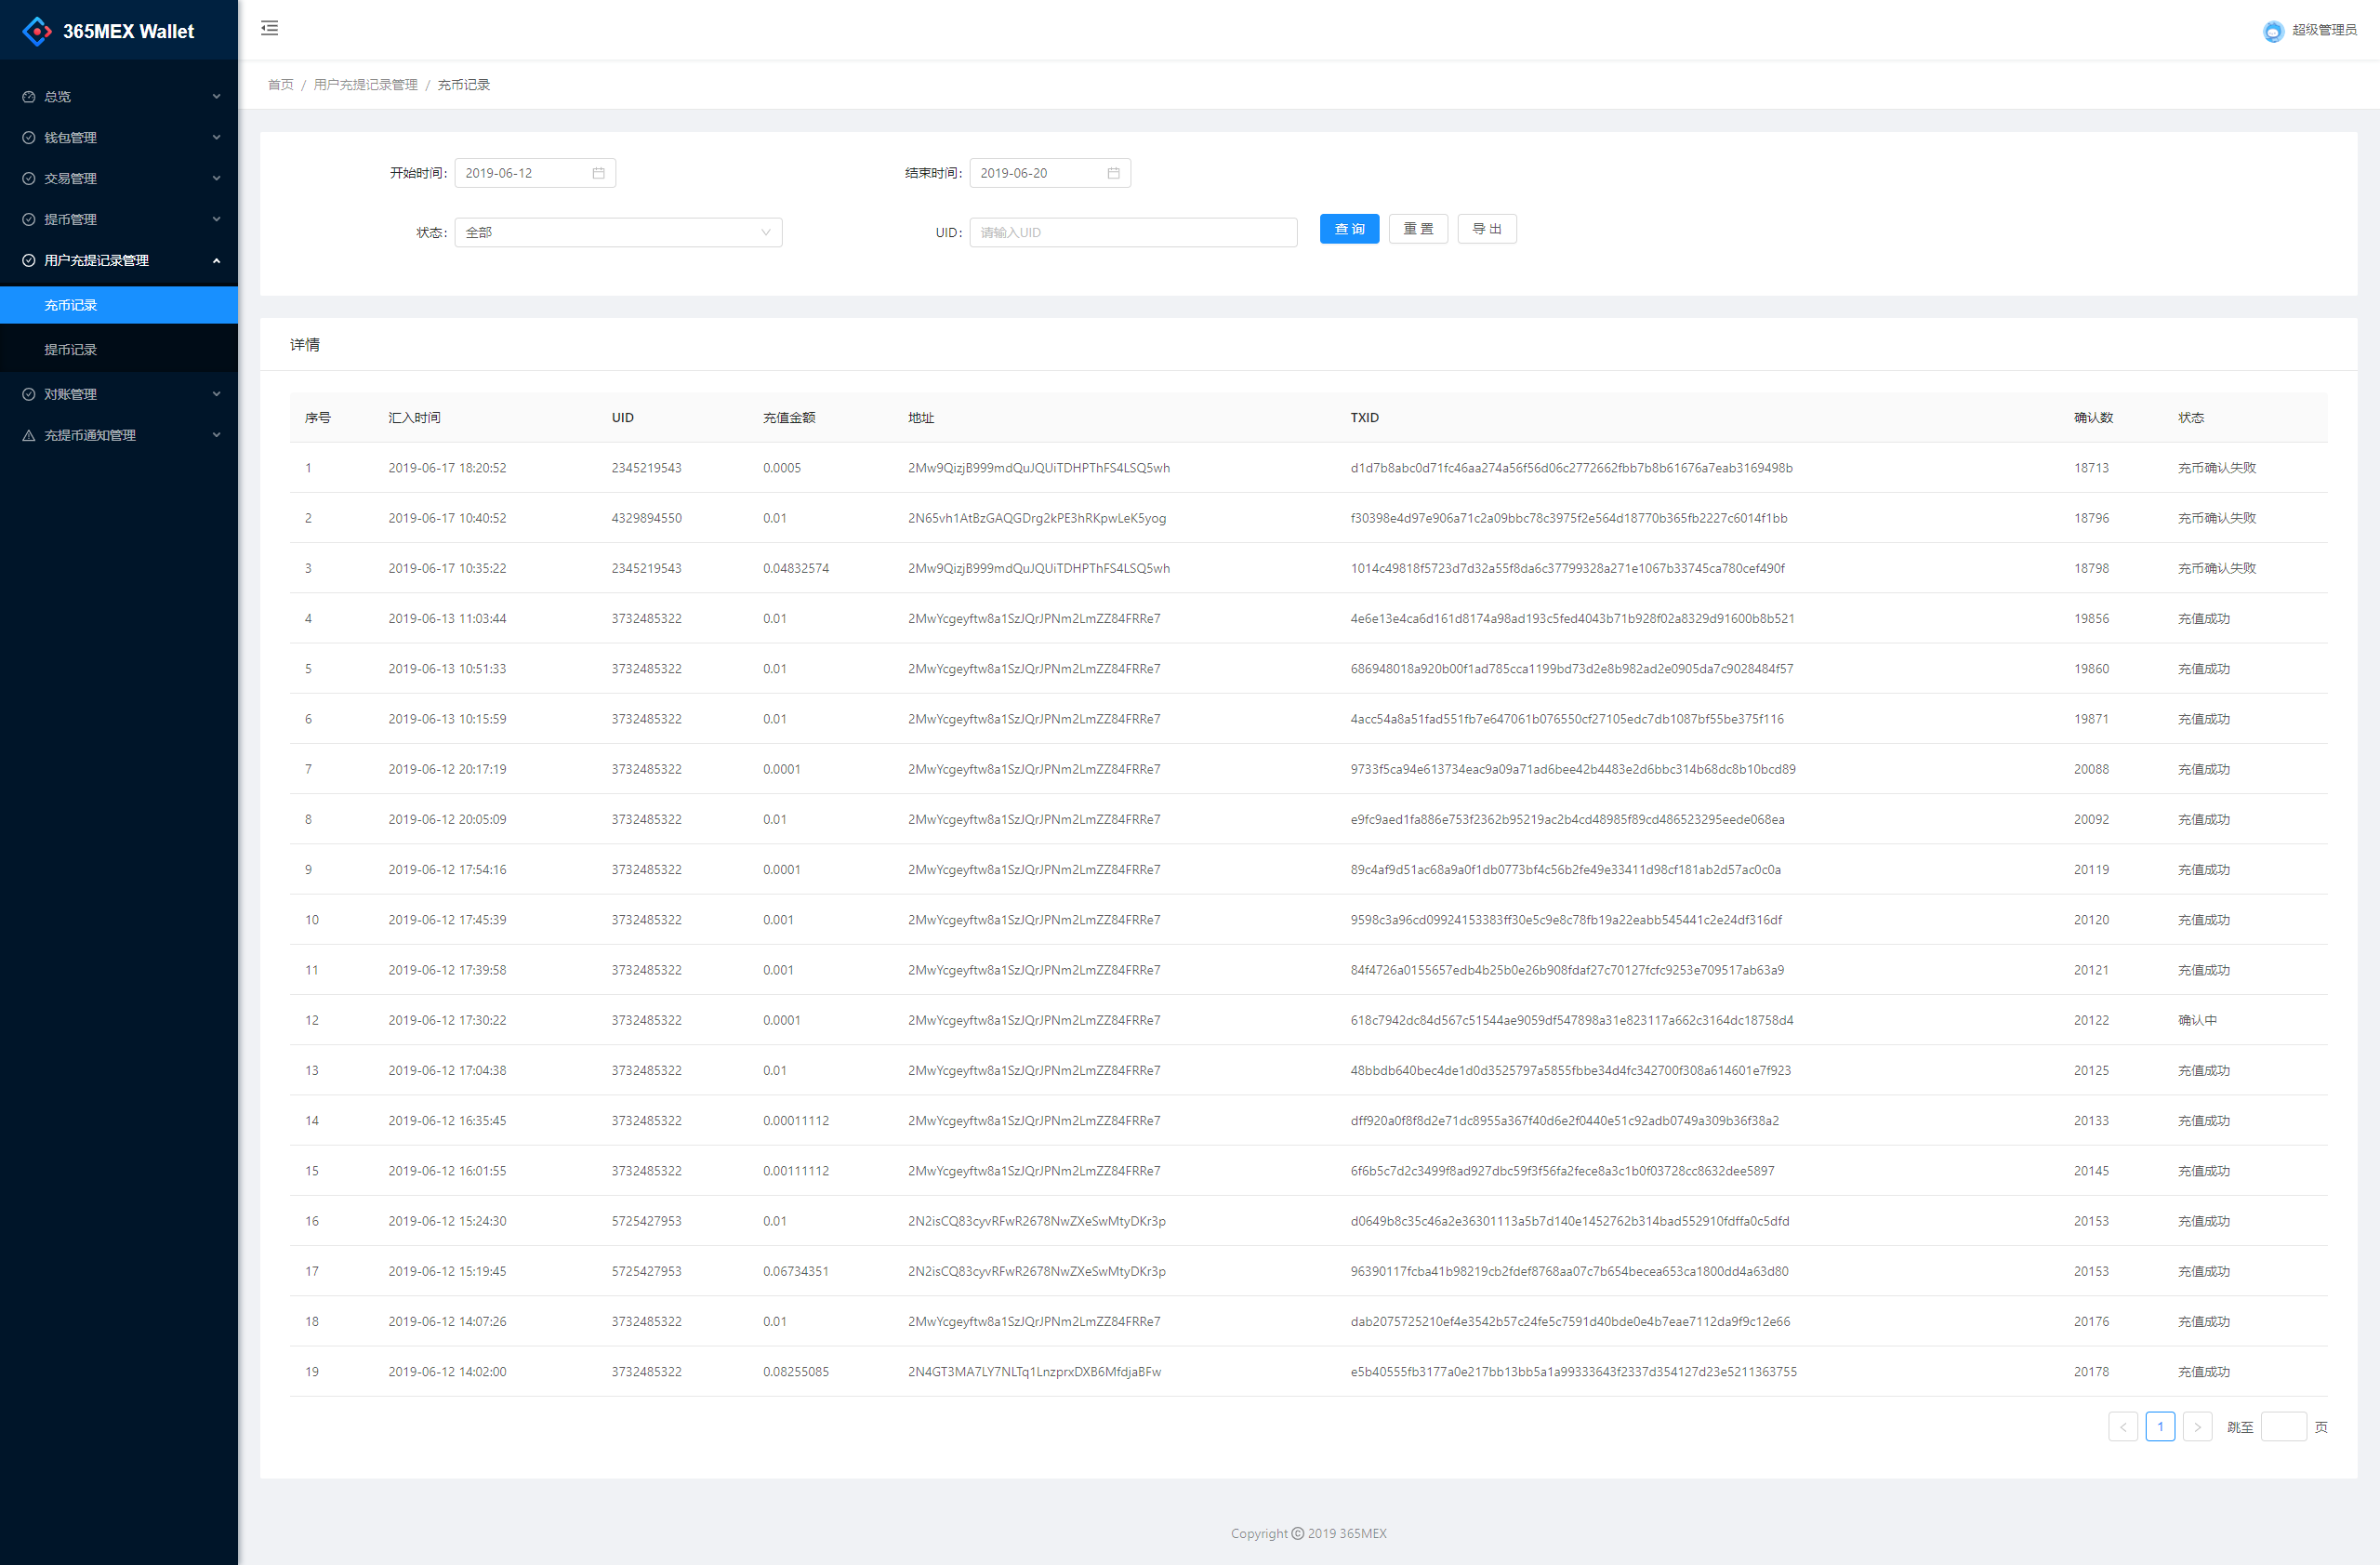 365MEX Wallet
超级管理员
总览
钱包管理
交易管理
提币管理
用户充提记录管理
充币记录
提币记录
对账管理
充提币通知管理
首页 / 用户充提记录管理 / 充币记录
开始时间: 2019-06-12 结束时间: 2019-06-20
状态: 全部 UID: 请输入UID 查 询 重 置 导 出
详情
序号 汇入时间 UID 充值金额 地址 TXID 确认数 状态
1 2019-06-17 18:20:52 2345219543 0.0005 2Mw9QizjB999mdQuJQUiTDHPThFS4LSQ5wh d1d7b8abc0d71fc46aa274a56f56d06c2772662fbb7b8b61676a7eab3169498b 18713 充币确认失败
2 2019-06-17 10:40:52 4329894550 0.01 2N65vh1AtBzGAQGDrg2kPE3hRKpwLeK5yog f30398e4d97e906a71c2a09bbc78c3975f2e564d18770b365fb2227c6014f1bb 18796 充币确认失败
3 2019-06-17 10:35:22 2345219543 0.04832574 2Mw9QizjB999mdQuJQUiTDHPThFS4LSQ5wh 1014c49818f5723d7d32a55f8da6c37799328a271e1067b33745ca780cef490f 18798 充币确认失败
4 2019-06-13 11:03:44 3732485322 0.01 2MwYcgeyftw8a1SzJQrJPNm2LmZZ84FRRe7 4e6e13e4ca6d161d8174a98ad193c5fed4043b71b928f02a8329d91600b8b521 19856 充值成功
5 2019-06-13 10:51:33 3732485322 0.01 2MwYcgeyftw8a1SzJQrJPNm2LmZZ84FRRe7 686948018a920b00f1ad785cca1199bd73d2e8b982ad2e0905da7c9028484f57 19860 充值成功
6 2019-06-13 10:15:59 3732485322 0.01 2MwYcgeyftw8a1SzJQrJPNm2LmZZ84FRRe7 4acc54a8a51fad551fb7e647061b076550cf27105edc7db1087bf55be375f116 19871 充值成功
7 2019-06-12 20:17:19 3732485322 0.0001 2MwYcgeyftw8a1SzJQrJPNm2LmZZ84FRRe7 9733f5ca94e613734eac9a09a71ad6bee42b4483e2d6bbc314b68dc8b10bcd89 20088 充值成功
8 2019-06-12 20:05:09 3732485322 0.01 2MwYcgeyftw8a1SzJQrJPNm2LmZZ84FRRe7 e9fc9aed1fa886e753f2362b95219ac2b4cd48985f89cd486523295eede068ea 20092 充值成功
9 2019-06-12 17:54:16 3732485322 0.0001 2MwYcgeyftw8a1SzJQrJPNm2LmZZ84FRRe7 89c4af9d51ac68a9a0f1db0773bf4c56b2fe49e33411d98cf181ab2d57ac0c0a 20119 充值成功
10 2019-06-12 17:45:39 3732485322 0.001 2MwYcgeyftw8a1SzJQrJPNm2LmZZ84FRRe7 9598c3a96cd09924153383ff30e5c9e8c78fb19a22eabb545441c2e24df316df 20120 充值成功
11 2019-06-12 17:39:58 3732485322 0.001 2MwYcgeyftw8a1SzJQrJPNm2LmZZ84FRRe7 84f4726a0155657edb4b25b0e26b908fdaf27c70127fcfc9253e709517ab63a9 20121 充值成功
12 2019-06-12 17:30:22 3732485322 0.0001 2MwYcgeyftw8a1SzJQrJPNm2LmZZ84FRRe7 618c7942dc84d567c51544ae9059df547898a31e823117a662c3164dc18758d4 20122 确认中
13 2019-06-12 17:04:38 3732485322 0.01 2MwYcgeyftw8a1SzJQrJPNm2LmZZ84FRRe7 48bbdb640bec4de1d0d3525797a5855fbbe34d4fc342700f308a614601e7f923 20125 充值成功
14 2019-06-12 16:35:45 3732485322 0.00011112 2MwYcgeyftw8a1SzJQrJPNm2LmZZ84FRRe7 dff920a0f8f8d2e71dc8955a367f40d6e2f0440e51c92adb0749a309b36f38a2 20133 充值成功
15 2019-06-12 16:01:55 3732485322 0.00111112 2MwYcgeyftw8a1SzJQrJPNm2LmZZ84FRRe7 6f6b5c7d2c3499f8ad927dbc59f3f56fa2fece8a3c1b0f03728cc8632dee5897 20145 充值成功
16 2019-06-12 15:24:30 5725427953 0.01 2N2isCQ83cyvRFwR2678NwZXeSwMtyDKr3p d0649b8c35c46a2e36301113a5b7d140e1452762b314bad552910fdffa0c5dfd 20153 充值成功
17 2019-06-12 15:19:45 5725427953 0.06734351 2N2isCQ83cyvRFwR2678NwZXeSwMtyDKr3p 96390117fcba41b98219cb2fdef8768aa07c7b654becea653ca1800dd4a63d80 20153 充值成功
18 2019-06-12 14:07:26 3732485322 0.01 2MwYcgeyftw8a1SzJQrJPNm2LmZZ84FRRe7 dab2075725210ef4e3542b57c24fe5c7591d40bde0e4b7eae7112da9f9c12e66 20176 充值成功
19 2019-06-12 14:02:00 3732485322 0.08255085 2N4GT3MA7LY7NLTq1LnzprxDXB6MfdjaBFw e5b40555fb3177a0e217bb13bb5a1a99333643f2337d354127d23e5211363755 20178 充值成功
< 1 > 跳至 页
Copyright © 2019 365MEX